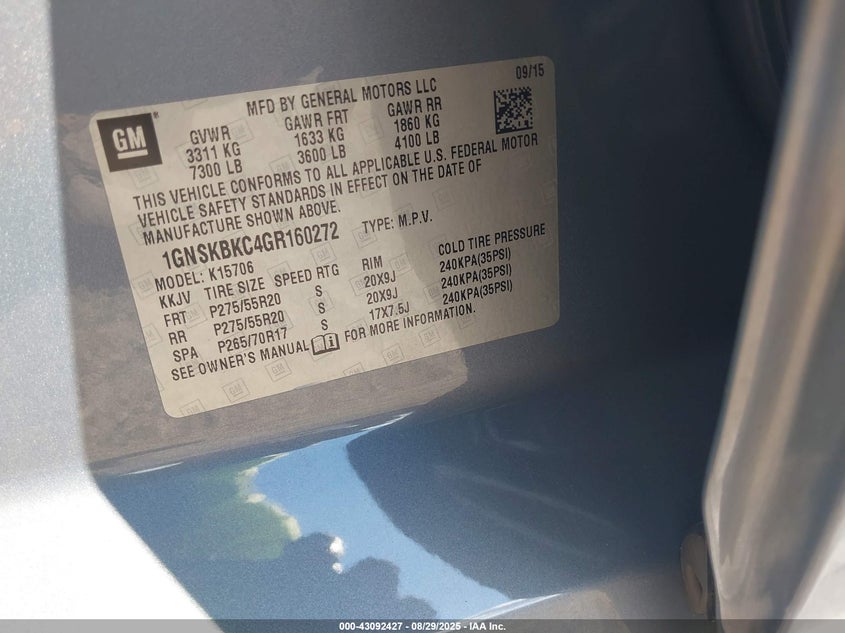 09/15
MFD BY GENERAL MOTORS LLC
GM ®
GVWR GAWR FRT GAWR RR
3311 KG 1633 KG 1860 KG
7300 LB 3600 LB 4100 LB
THIS VEHICLE CONFORMS TO ALL APPLICABLE U.S. FEDERAL MOTOR
VEHICLE SAFETY STANDARDS IN EFFECT ON THE DATE OF
MANUFACTURE SHOWN ABOVE.
1GNSKBKC4GR160272 TYPE: M.P.V.
MODEL: K15706
KKJV TIRE SIZE SPEED RTG RIM COLD TIRE PRESSURE
FRT P275/55R20 S 20X9J 240KPA(35PSI)
RR P275/55R20 S 20X9J 240KPA(35PSI)
SPA P265/70R17 S 17X7.5J 240KPA(35PSI)
SEE OWNER'S MANUAL FOR MORE INFORMATION.
000-43092427 - 08/29/2025 - IAA Inc.